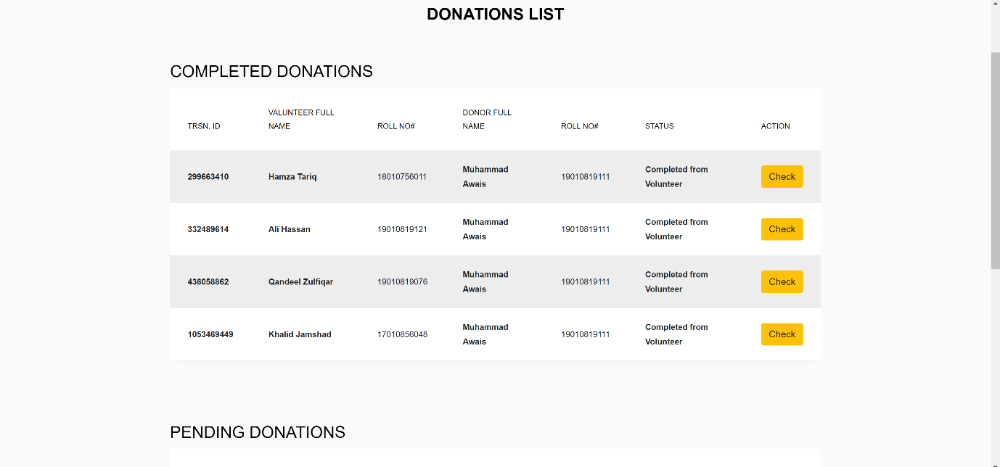 DONATIONS LIST
COMPLETED DONATIONS
TRSN. ID VALUNTEER FULL NAME ROLL NO# DONOR FULL NAME ROLL NO# STATUS ACTION
299663410 Hamza Tariq 18010756011 Muhammad Awais 19010819111 Completed from Volunteer Check
332489614 Ali Hassan 19010819121 Muhammad Awais 19010819111 Completed from Volunteer Check
436058862 Qandeel Zulfiqar 19010819076 Muhammad Awais 19010819111 Completed from Volunteer Check
1053469449 Khalid Jamshad 17010856048 Muhammad Awais 19010819111 Completed from Volunteer Check
PENDING DONATIONS